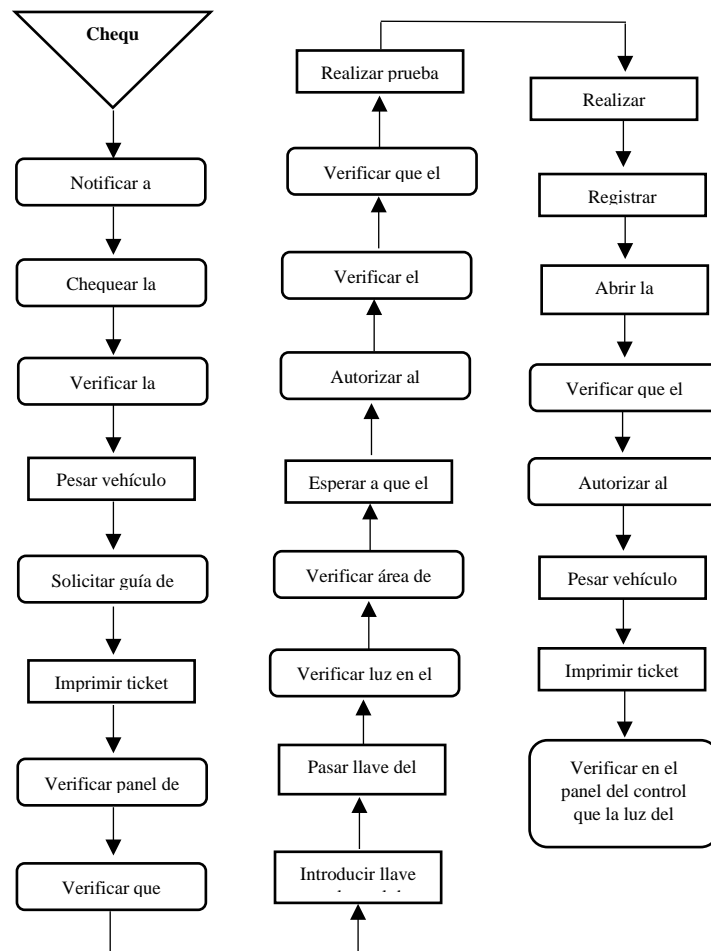 Chequ
Notificar a
Chequear la
Verificar la
Pesar vehículo
Solicitar guía de
Imprimir ticket
Verificar panel de
Verificar que
Introducir llave
Pasar llave del
Verificar luz en el
Verificar área de
Esperar a que el
Autorizar al
Verificar el
Verificar que el
Realizar prueba
Realizar
Registrar
Abrir la
Verificar que el
Autorizar al
Pesar vehículo
Imprimir ticket
Verificar en el
panel del control
que la luz del